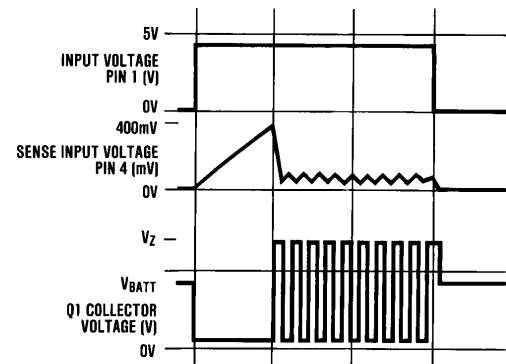 5V
INPUT VOLTAGE
PIN 1 (V)
0V
400mV
SENSE INPUT VOLTAGE
PIN 4 (mV)
0V
VZ
VBATT
Q1 COLLECTOR
VOLTAGE (V)
0V